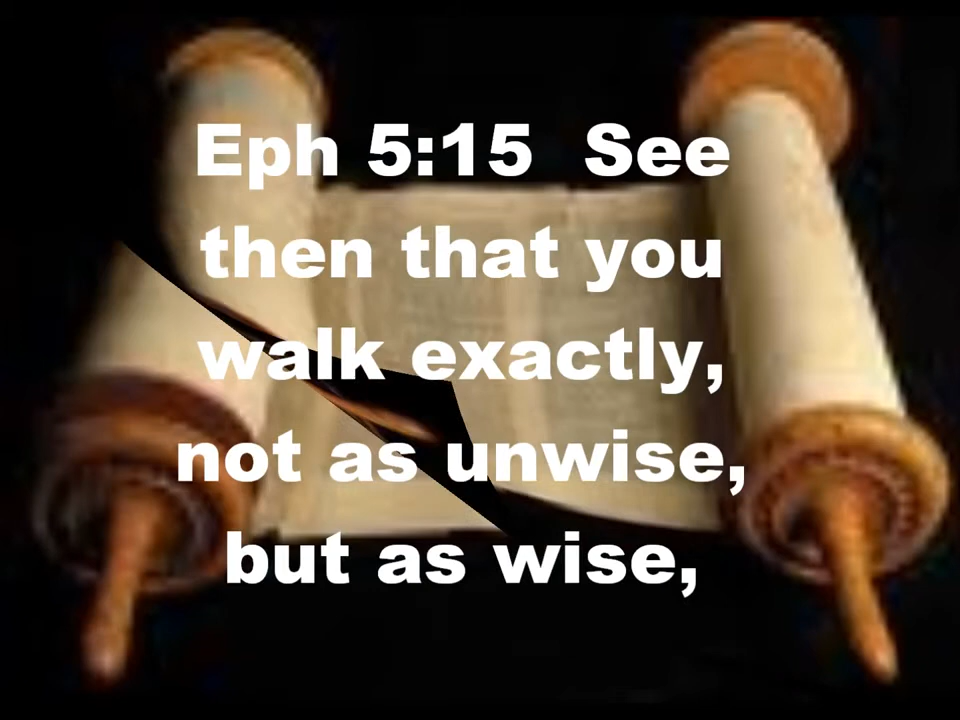 Eph 5:15  See
then that you
walk exactly,
not as unwise,
but as wise,